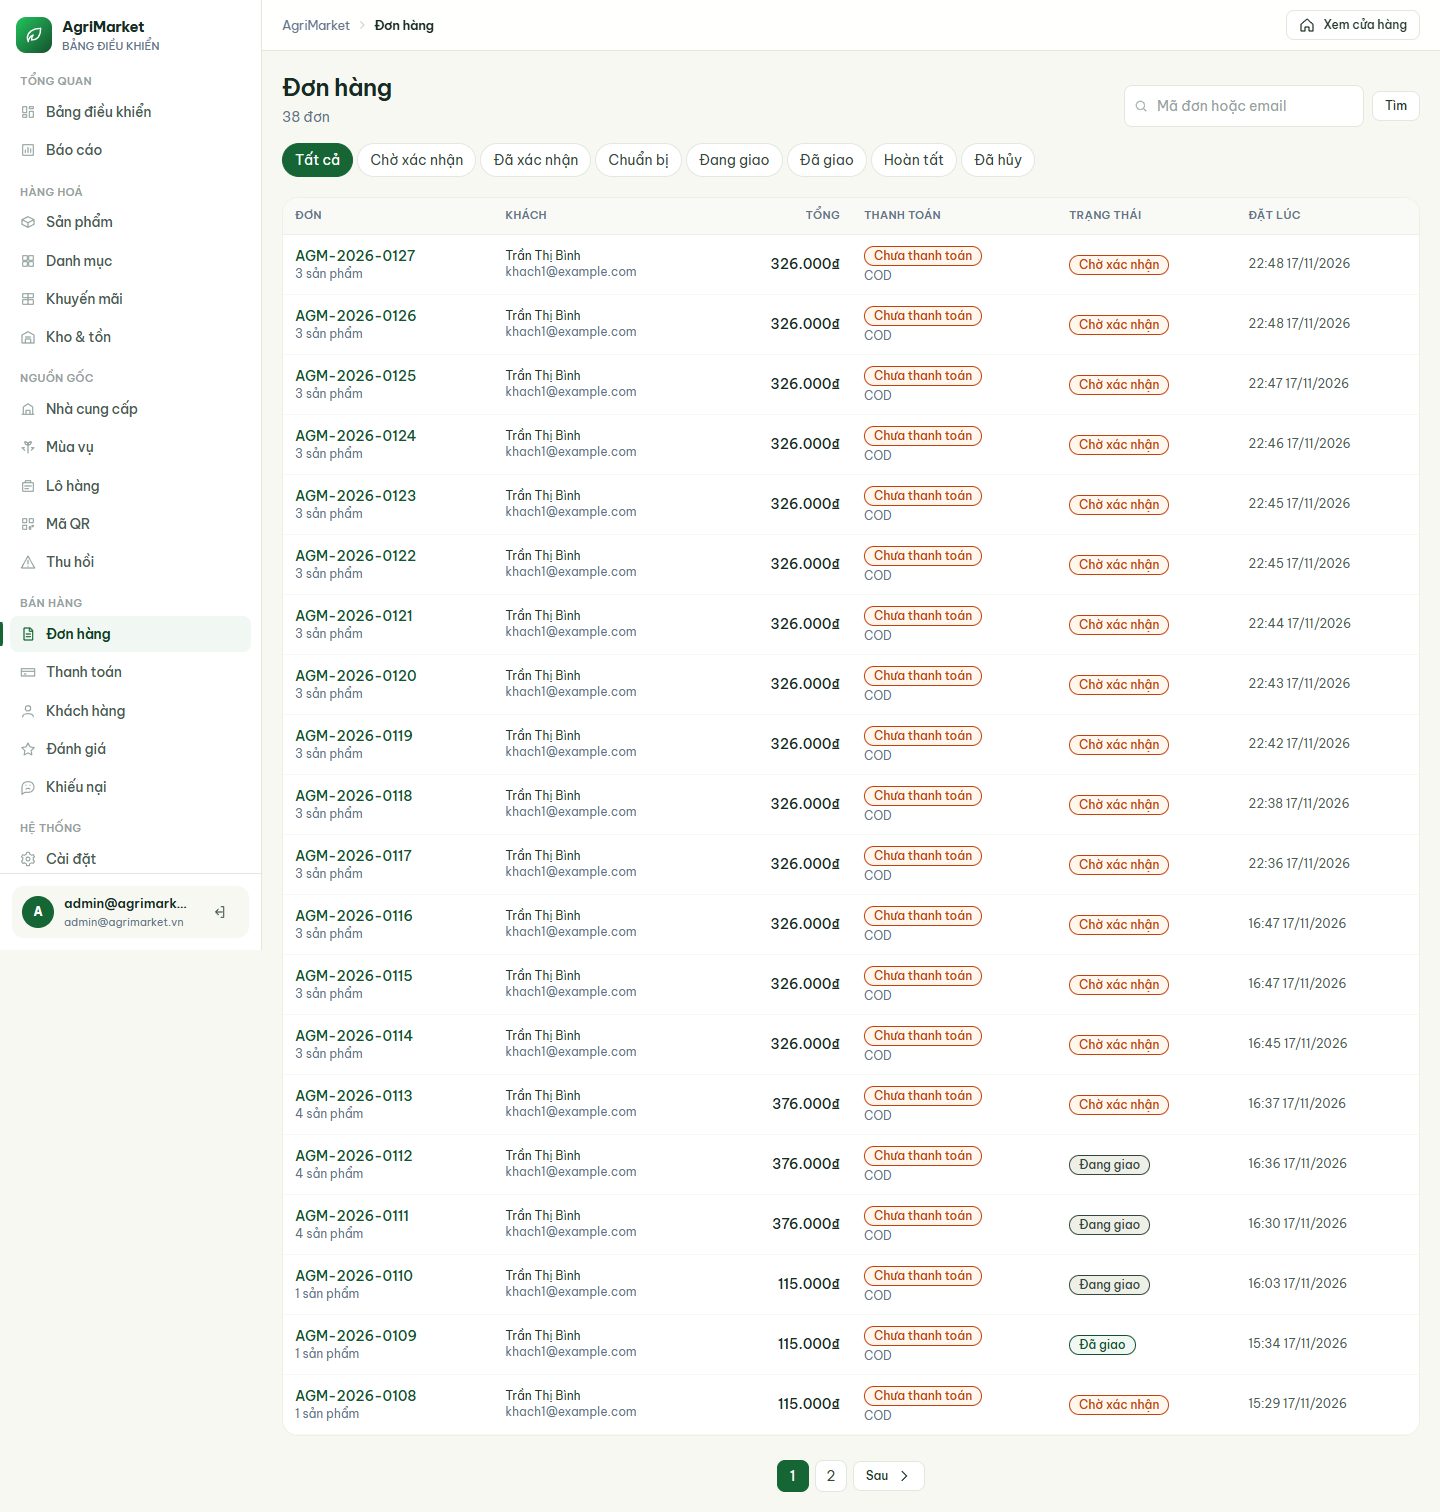 AgriMarket
BẢNG ĐIỀU KHIỂN
TỔNG QUAN
Bảng điều khiển
Báo cáo
HÀNG HOÁ
Sản phẩm
Danh mục
Khuyến mãi
Kho & tồn
NGUỒN GỐC
Nhà cung cấp
Mùa vụ
Lô hàng
Mã QR
Thu hồi
BÁN HÀNG
Đơn hàng
Thanh toán
Khách hàng
Đánh giá
Khiếu nại
HỆ THỐNG
Cài đặt
A
admin@agrimark...
admin@agrimarket.vn
AgriMarket > Đơn hàng
Xem cửa hàng
Đơn hàng
38 đơn
Mã đơn hoặc email
Tìm
Tất cả Chờ xác nhận Đã xác nhận Chuẩn bị Đang giao Đã giao Hoàn tất Đã hủy
ĐƠN KHÁCH TỔNG THANH TOÁN TRẠNG THÁI ĐẶT LÚC
AGM-2026-0127 Trần Thị Bình 326.000₫ Chưa thanh toán Chờ xác nhận 22:48 17/11/2026
3 sản phẩm khach1@example.com COD
AGM-2026-0126 Trần Thị Bình 326.000₫ Chưa thanh toán Chờ xác nhận 22:48 17/11/2026
3 sản phẩm khach1@example.com COD
AGM-2026-0125 Trần Thị Bình 326.000₫ Chưa thanh toán Chờ xác nhận 22:47 17/11/2026
3 sản phẩm khach1@example.com COD
AGM-2026-0124 Trần Thị Bình 326.000₫ Chưa thanh toán Chờ xác nhận 22:46 17/11/2026
3 sản phẩm khach1@example.com COD
AGM-2026-0123 Trần Thị Bình 326.000₫ Chưa thanh toán Chờ xác nhận 22:45 17/11/2026
3 sản phẩm khach1@example.com COD
AGM-2026-0122 Trần Thị Bình 326.000₫ Chưa thanh toán Chờ xác nhận 22:45 17/11/2026
3 sản phẩm khach1@example.com COD
AGM-2026-0121 Trần Thị Bình 326.000₫ Chưa thanh toán Chờ xác nhận 22:44 17/11/2026
3 sản phẩm khach1@example.com COD
AGM-2026-0120 Trần Thị Bình 326.000₫ Chưa thanh toán Chờ xác nhận 22:43 17/11/2026
3 sản phẩm khach1@example.com COD
AGM-2026-0119 Trần Thị Bình 326.000₫ Chưa thanh toán Chờ xác nhận 22:42 17/11/2026
3 sản phẩm khach1@example.com COD
AGM-2026-0118 Trần Thị Bình 326.000₫ Chưa thanh toán Chờ xác nhận 22:38 17/11/2026
3 sản phẩm khach1@example.com COD
AGM-2026-0117 Trần Thị Bình 326.000₫ Chưa thanh toán Chờ xác nhận 22:36 17/11/2026
3 sản phẩm khach1@example.com COD
AGM-2026-0116 Trần Thị Bình 326.000₫ Chưa thanh toán Chờ xác nhận 16:47 17/11/2026
3 sản phẩm khach1@example.com COD
AGM-2026-0115 Trần Thị Bình 326.000₫ Chưa thanh toán Chờ xác nhận 16:47 17/11/2026
3 sản phẩm khach1@example.com COD
AGM-2026-0114 Trần Thị Bình 326.000₫ Chưa thanh toán Chờ xác nhận 16:45 17/11/2026
3 sản phẩm khach1@example.com COD
AGM-2026-0113 Trần Thị Bình 376.000₫ Chưa thanh toán Chờ xác nhận 16:37 17/11/2026
4 sản phẩm khach1@example.com COD
AGM-2026-0112 Trần Thị Bình 376.000₫ Chưa thanh toán Đang giao 16:36 17/11/2026
4 sản phẩm khach1@example.com COD
AGM-2026-0111 Trần Thị Bình 376.000₫ Chưa thanh toán Đang giao 16:30 17/11/2026
4 sản phẩm khach1@example.com COD
AGM-2026-0110 Trần Thị Bình 115.000₫ Chưa thanh toán Đang giao 16:03 17/11/2026
1 sản phẩm khach1@example.com COD
AGM-2026-0109 Trần Thị Bình 115.000₫ Chưa thanh toán Đã giao 15:34 17/11/2026
1 sản phẩm khach1@example.com COD
AGM-2026-0108 Trần Thị Bình 115.000₫ Chưa thanh toán Chờ xác nhận 15:29 17/11/2026
1 sản phẩm khach1@example.com COD
1 2 Sau